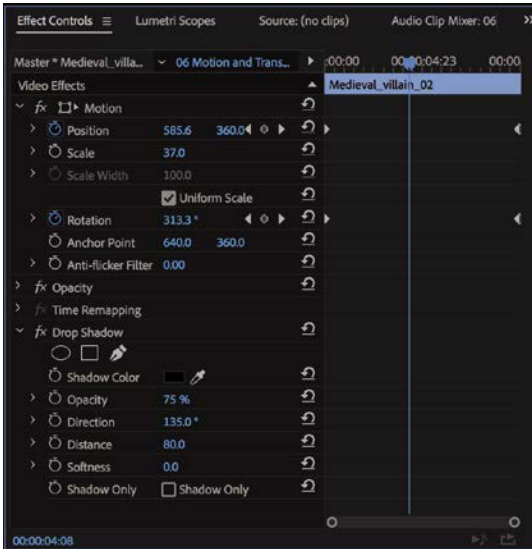 Effect Controls ≡ Lumetri Scopes Source: (no clips) Audio Clip Mixer: 06
Master * Medieval_villa... 06 Motion and Trans... :00:00 00:00:04:23 00:00
Video Effects Medieval_villain_02
fx Motion
Position 585.6 360.0
Scale 37.0
Scale Width 100.0
Uniform Scale
Rotation 313.3 °
Anchor Point 640.0 360.0
Anti-flicker Filter 0.00
fx Opacity
fx Time Remapping
fx Drop Shadow
Shadow Color
Opacity 75 %
Direction 135.0 °
Distance 80.0
Softness 0.0
Shadow Only Shadow Only
00:00:04:08